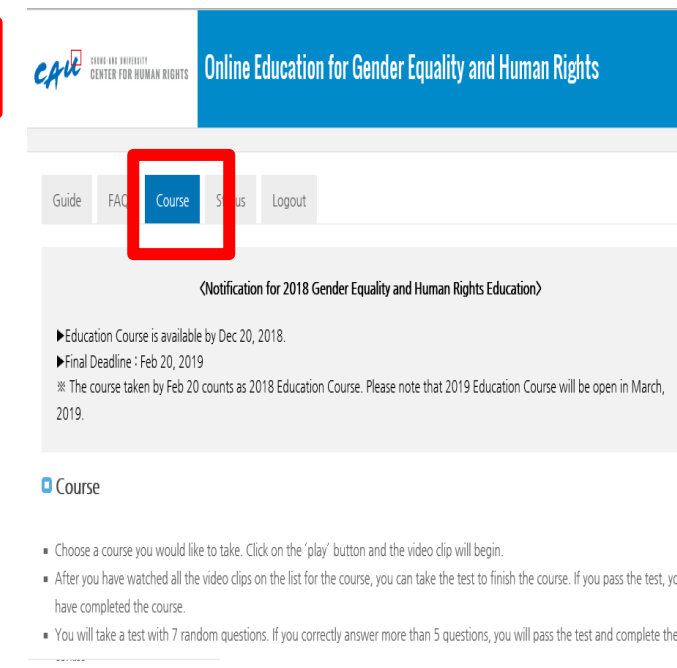 CAU
CHUNG-ANG UNIVERSITY
CENTER FOR HUMAN RIGHTS
Online Education for Gender Equality and Human Rights
Guide FAQ Course Status Logout
<Notification for 2018 Gender Equality and Human Rights Education>
▶Education Course is available by Dec 20, 2018.
▶Final Deadline : Feb 20, 2019
※ The course taken by Feb 20 counts as 2018 Education Course. Please note that 2019 Education Course will be open in March,
2019.
Course
▪ Choose a course you would like to take. Click on the 'play' button and the video clip will begin.
▪ After you have watched all the video clips on the list for the course, you can take the test to finish the course. If you pass the test, yo
have completed the course.
▪ You will take a test with 7 random questions. If you correctly answer more than 5 questions, you will pass the test and complete the